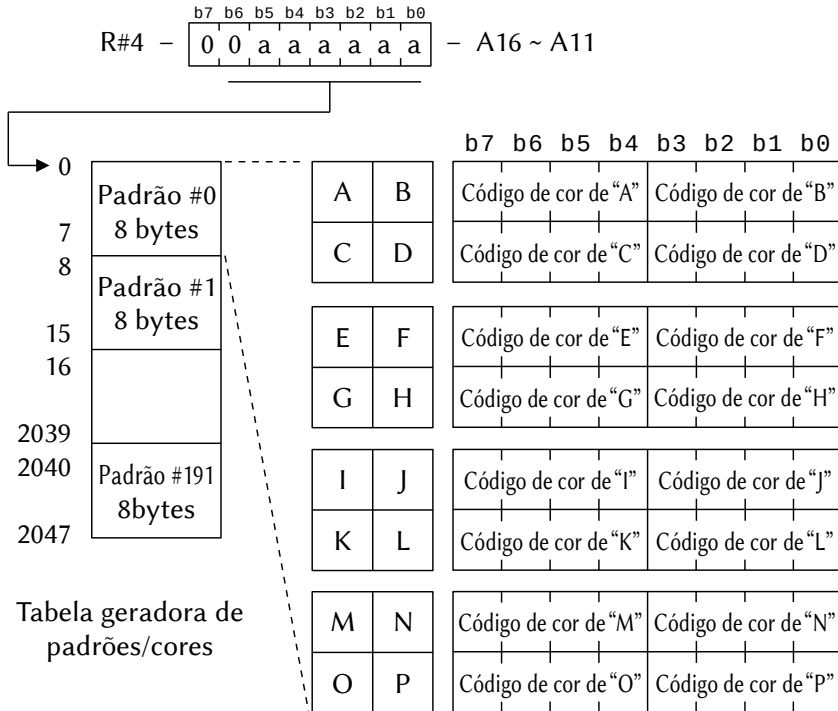 b7 b6 b5 b4 b3 b2 b1 b0
R#4 – 0 0 a a a a a a – A16 ~ A11
b7 b6 b5 b4 b3 b2 b1 b0
0
Padrão #0
8 bytes
7
8
Padrão #1
8 bytes
15
16
2039
2040
Padrão #191
8bytes
2047
Tabela geradora de
padrões/cores
A B Código de cor de “A” Código de cor de “B”
C D Código de cor de “C” Código de cor de “D”
E F Código de cor de “E” Código de cor de “F”
G H Código de cor de “G” Código de cor de “H”
I J Código de cor de “I” Código de cor de “J”
K L Código de cor de “K” Código de cor de “L”
M N Código de cor de “M” Código de cor de “N”
O P Código de cor de “O” Código de cor de “P”